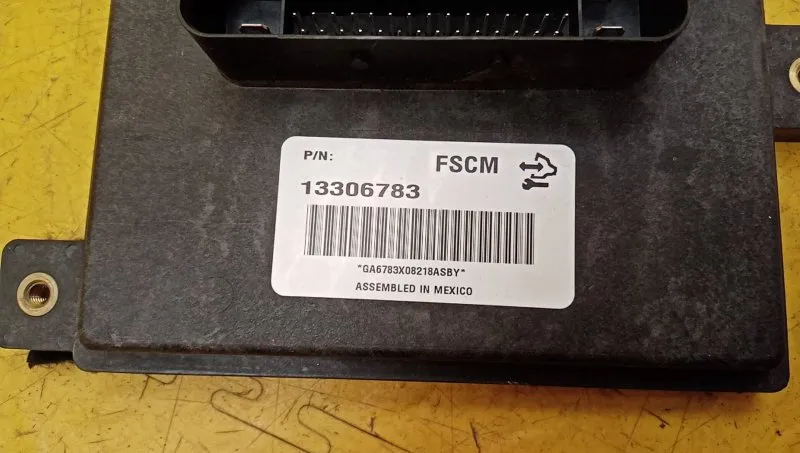 P/N: FSCM
13306783
*GA6783X08218ASBY*
ASSEMBLED IN MEXICO